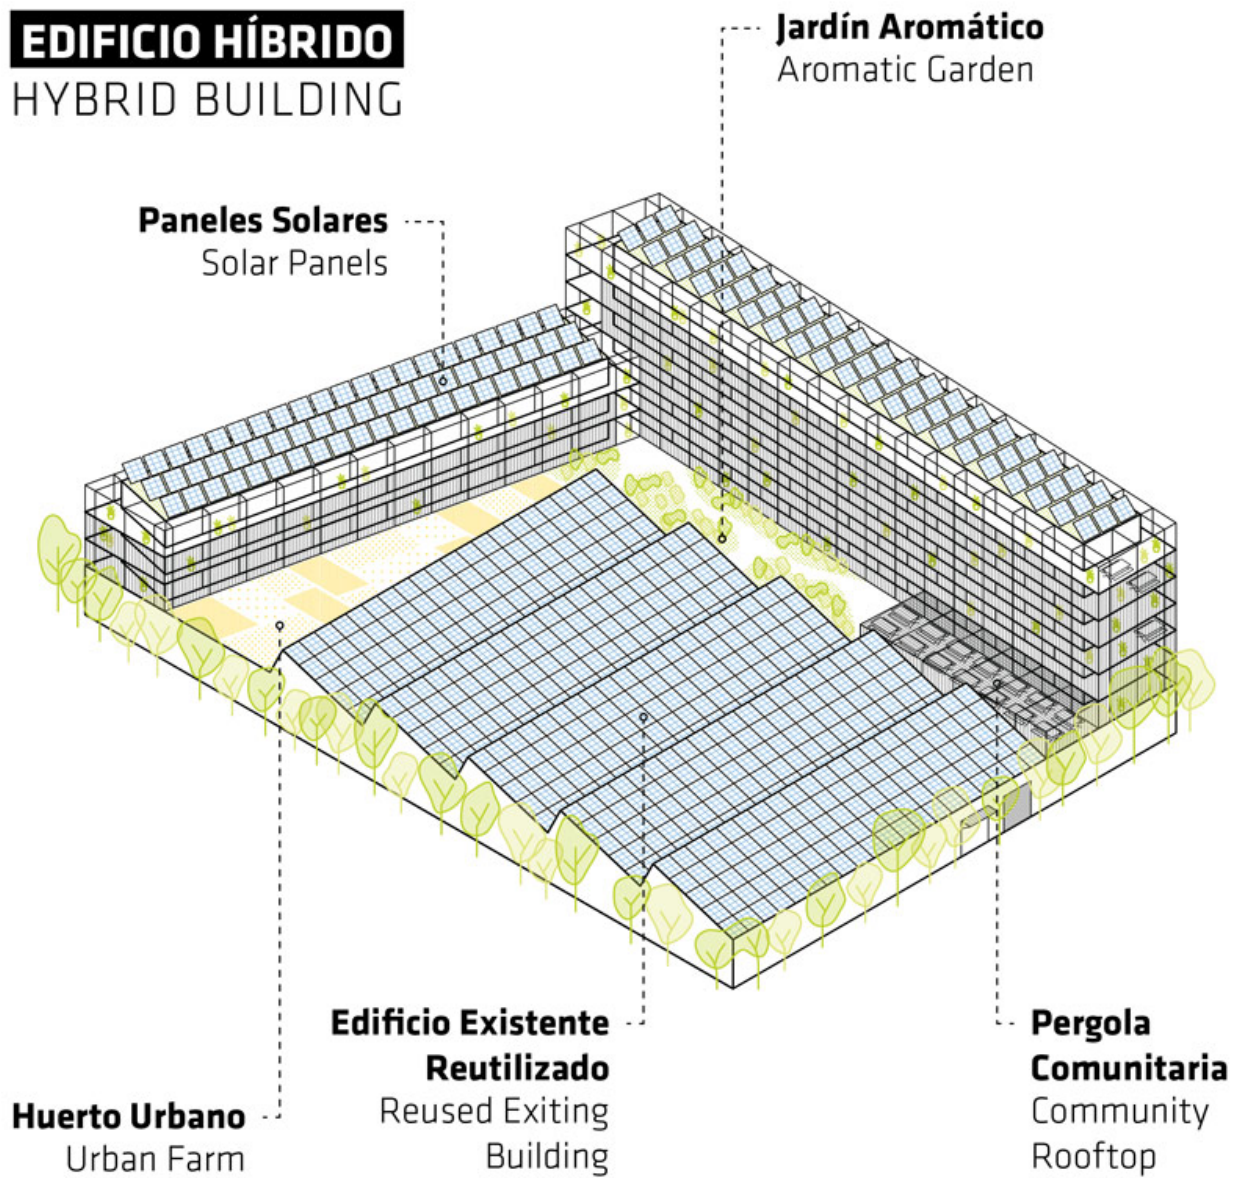 EDIFICIO HÍBRIDO
HYBRID BUILDING
Jardín Aromático
Aromatic Garden
Paneles Solares
Solar Panels
Edificio Existente
Reutilizado
Reused Exiting
Building
Pergola
Comunitaria
Community
Rooftop
Huerto Urbano
Urban Farm